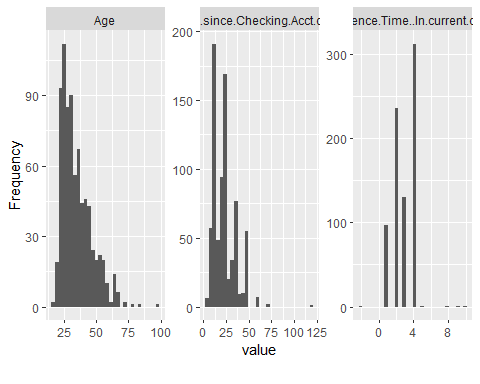 Age
.since.Checking.Acct.
ence.Time..In.current.
Frequency
90
60
30
0
200
150
100
50
0
300
200
100
0
25 50 75 100
0 25 50 75 100 125
0 4 8
value